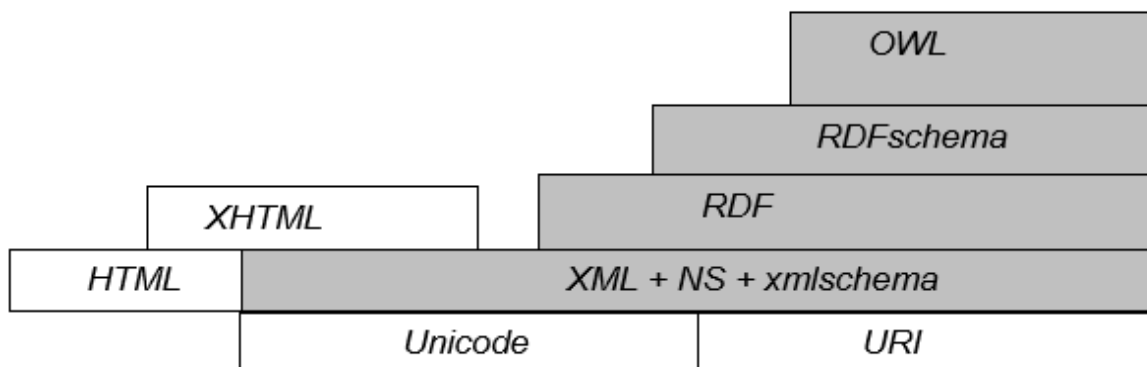 OWL
RDFschema
RDF
XHTML
HTML
XML + NS + xmlschema
Unicode
URI